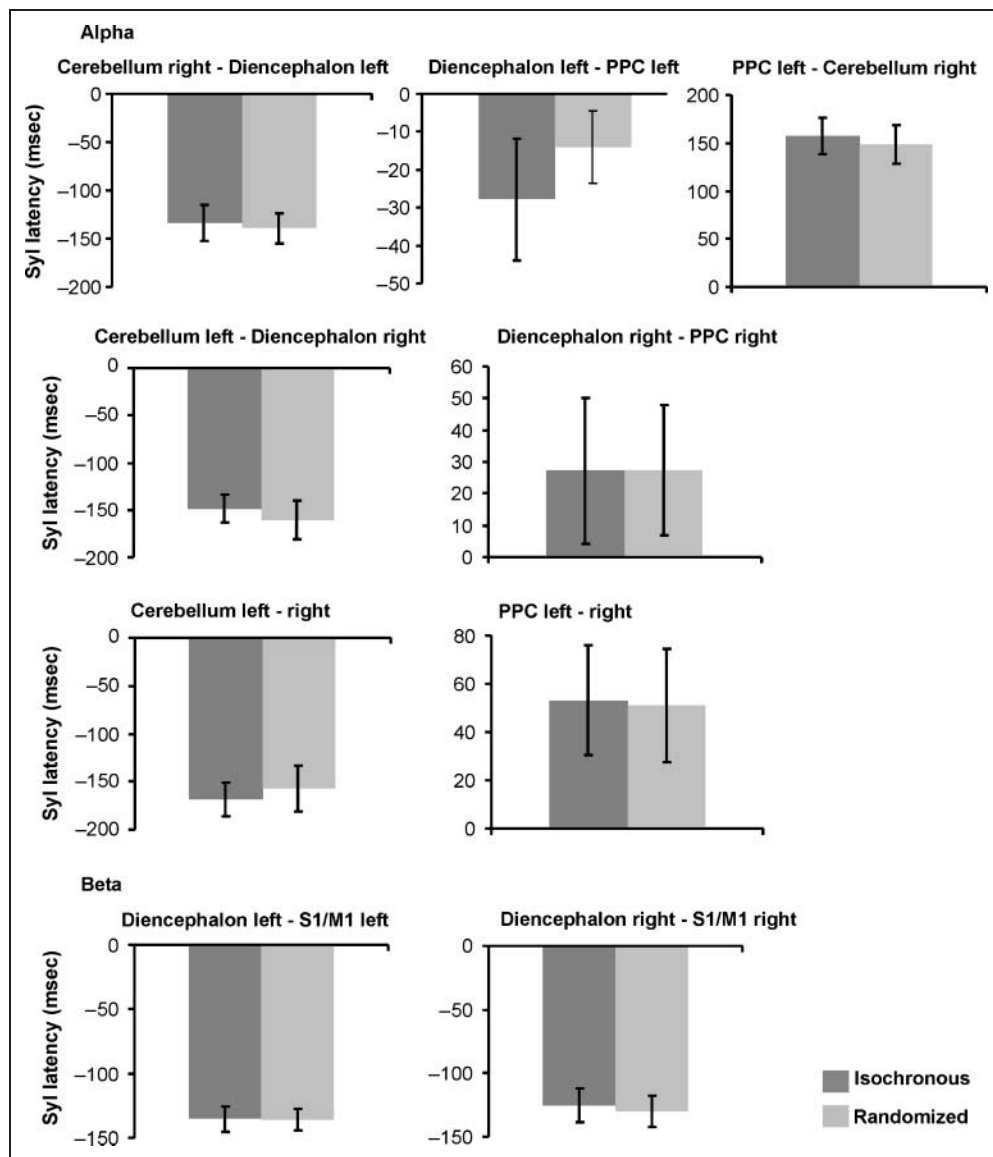 Alpha
Cerebellum right - Diencephalon left
Diencephalon left - PPC left
PPC left - Cerebellum right
Syl latency (msec)
0
–50
–100
–150
–200
0
–10
–20
–30
–40
–50
200
150
100
50
0
Cerebellum left - Diencephalon right
Diencephalon right - PPC right
Syl latency (msec)
0
–50
–100
–150
–200
60
50
40
30
20
10
0
Cerebellum left - right
PPC left - right
Syl latency (msec)
0
–50
–100
–150
–200
80
60
40
20
0
Beta
Diencephalon left - S1/M1 left
Diencephalon right - S1/M1 right
Syl latency (msec)
0
–50
–100
–150
0
–50
–100
–150
Isochronous
Randomized